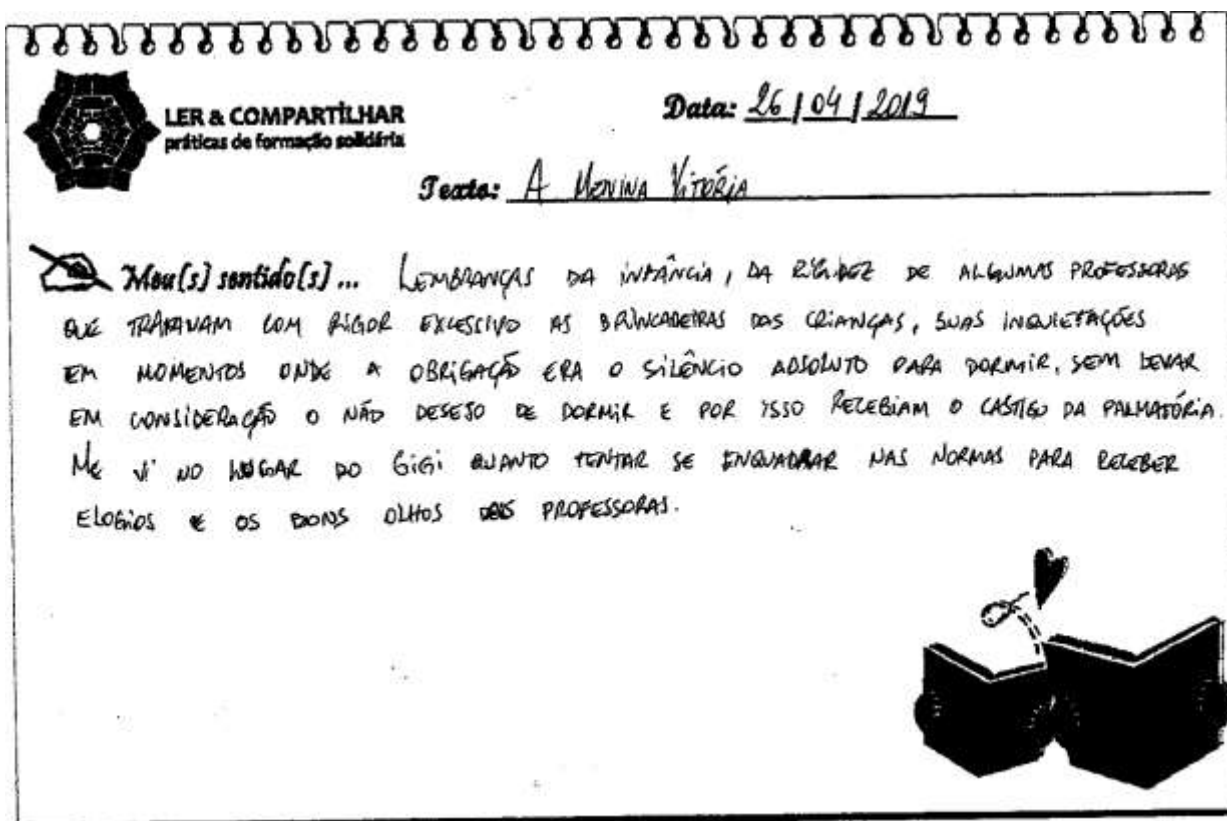 LER & COMPARTILHAR
práticas de formação solidária
Data: 26 / 04 / 2019
Texto: A Menina Vitória
Meu(s) sentido(s)... LEMBRANÇAS DA INFÂNCIA, DA RIGIDEZ DE ALGUMAS PROFESSORAS
QUE TRATAVAM COM RIGOR EXCESSIVO AS BRINCADEIRAS DAS CRIANÇAS, SUAS INQUIETAÇÕES
EM MOMENTOS ONDE A OBRIGAÇÃO ERA O SILÊNCIO ABSOLUTO PARA DORMIR, SEM LEVAR
EM CONSIDERAÇÃO O NÃO DESEJO DE DORMIR E POR ISSO RECEBIAM O CASTIGO DA PALMATÓRIA.
ME VI NO LUGAR DO GIGI QUANTO TENTAR SE ENQUADRAR NAS NORMAS PARA RECEBER
ELOGIOS E OS BONS OLHOS DAS PROFESSORAS.